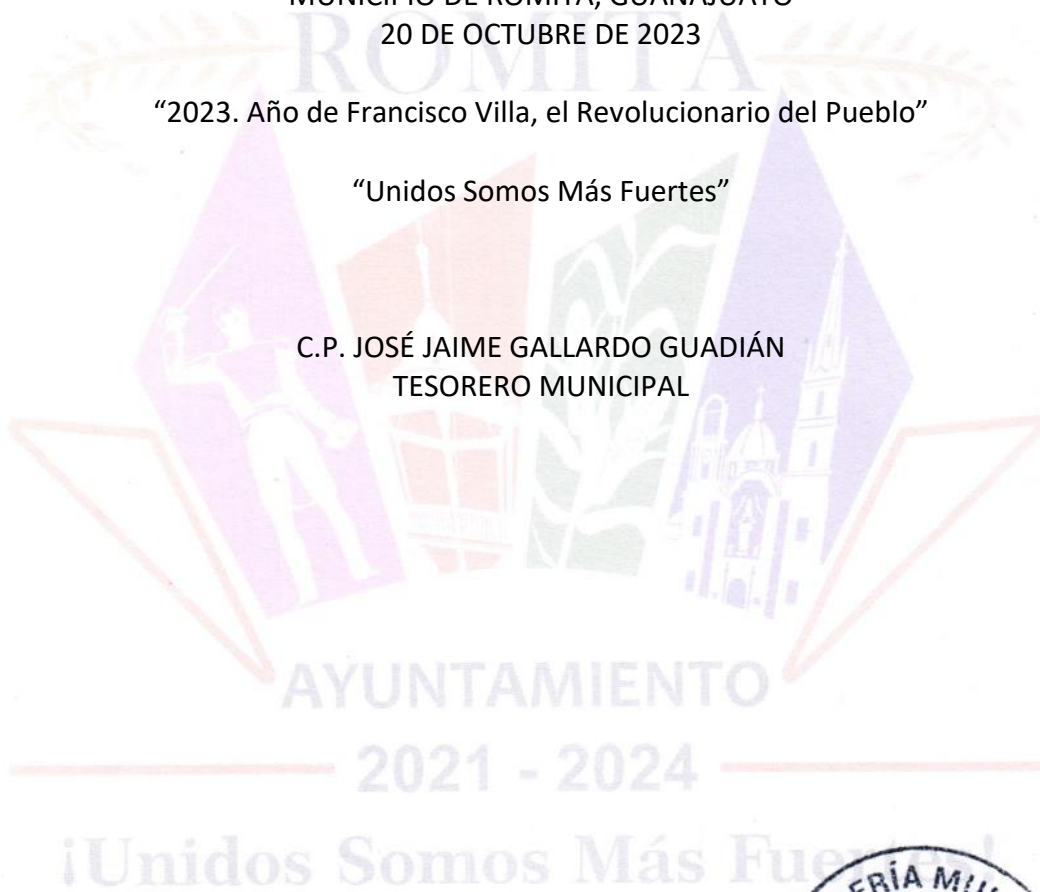 MUNICIPIO DE ROMITA, GUANAJUATO
ROMITA
20 DE OCTUBRE DE 2023
“2023. Año de Francisco Villa, el Revolucionario del Pueblo”
“Unidos Somos Más Fuertes”
C.P. JOSÉ JAIME GALLARDO GUADIÁN
TESORERO MUNICIPAL
AYUNTAMIENTO
2021 - 2024
¡Unidos Somos Más Fuertes!